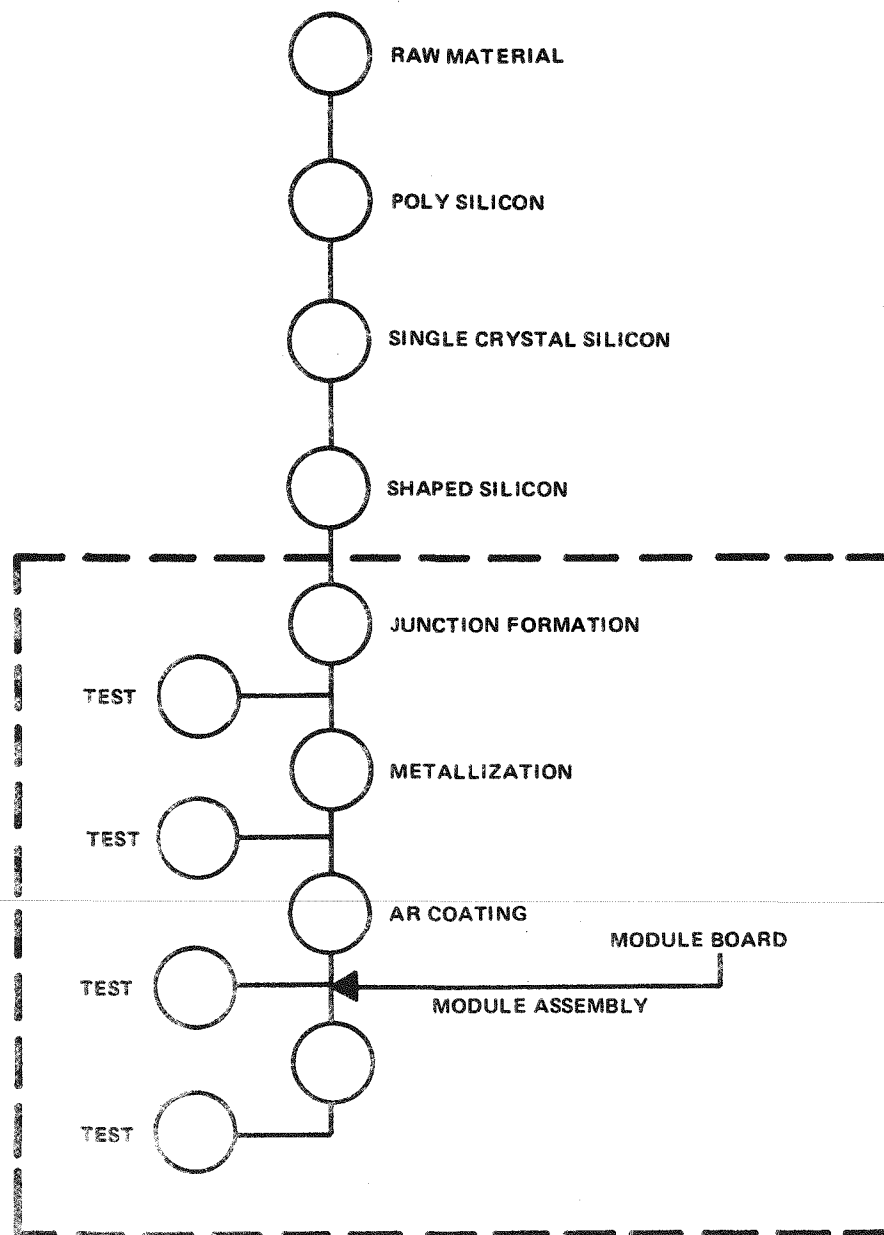 RAW MATERIAL
POLY SILICON
SINGLE CRYSTAL SILICON
SHAPED SILICON
JUNCTION FORMATION
TEST
METALLIZATION
TEST
AR COATING
MODULE BOARD
TEST
MODULE ASSEMBLY
TEST